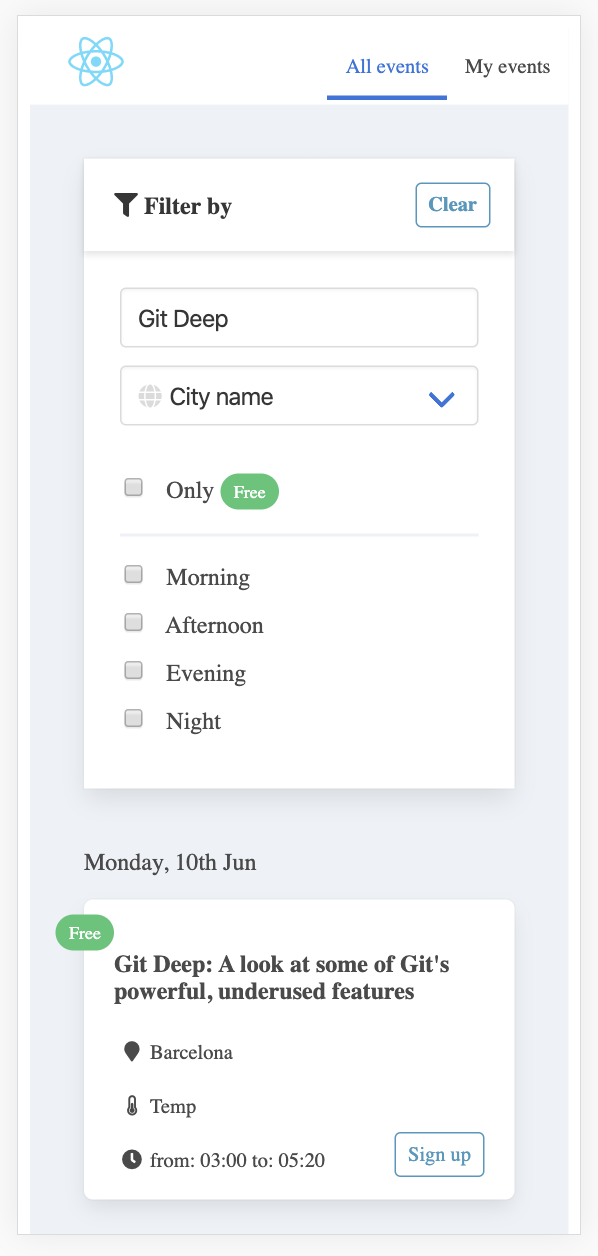 All events My events
Filter by Clear
Git Deep
City name
Only Free
Morning
Afternoon
Evening
Night
Monday, 10th Jun
Free
Git Deep: A look at some of Git's
powerful, underused features
Barcelona
Temp
from: 03:00 to: 05:20 Sign up